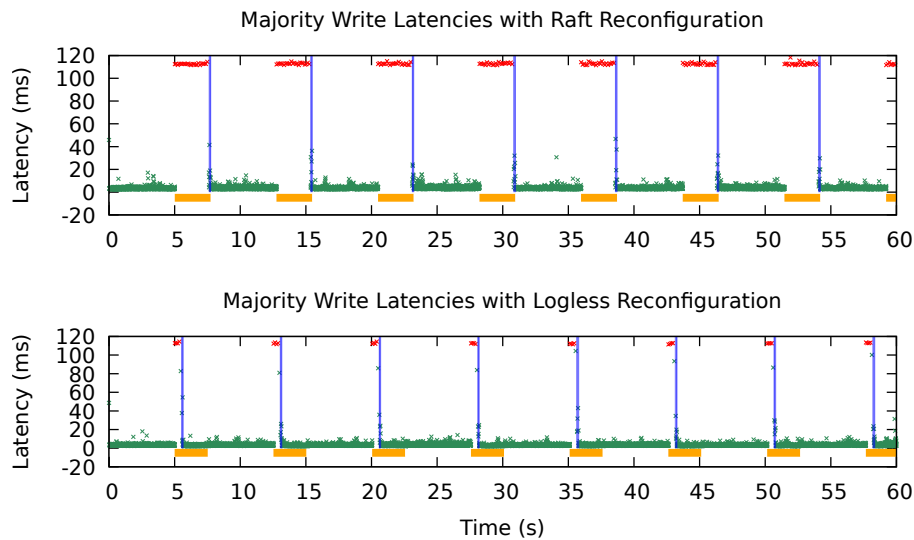 Majority Write Latencies with Raft Reconfiguration
120
100
80
60
40
20
0
-20
Latency (ms)
0 5 10 15 20 25 30 35 40 45 50 55 60
Majority Write Latencies with Logless Reconfiguration
120
100
80
60
40
20
0
-20
Latency (ms)
0 5 10 15 20 25 30 35 40 45 50 55 60
Time (s)